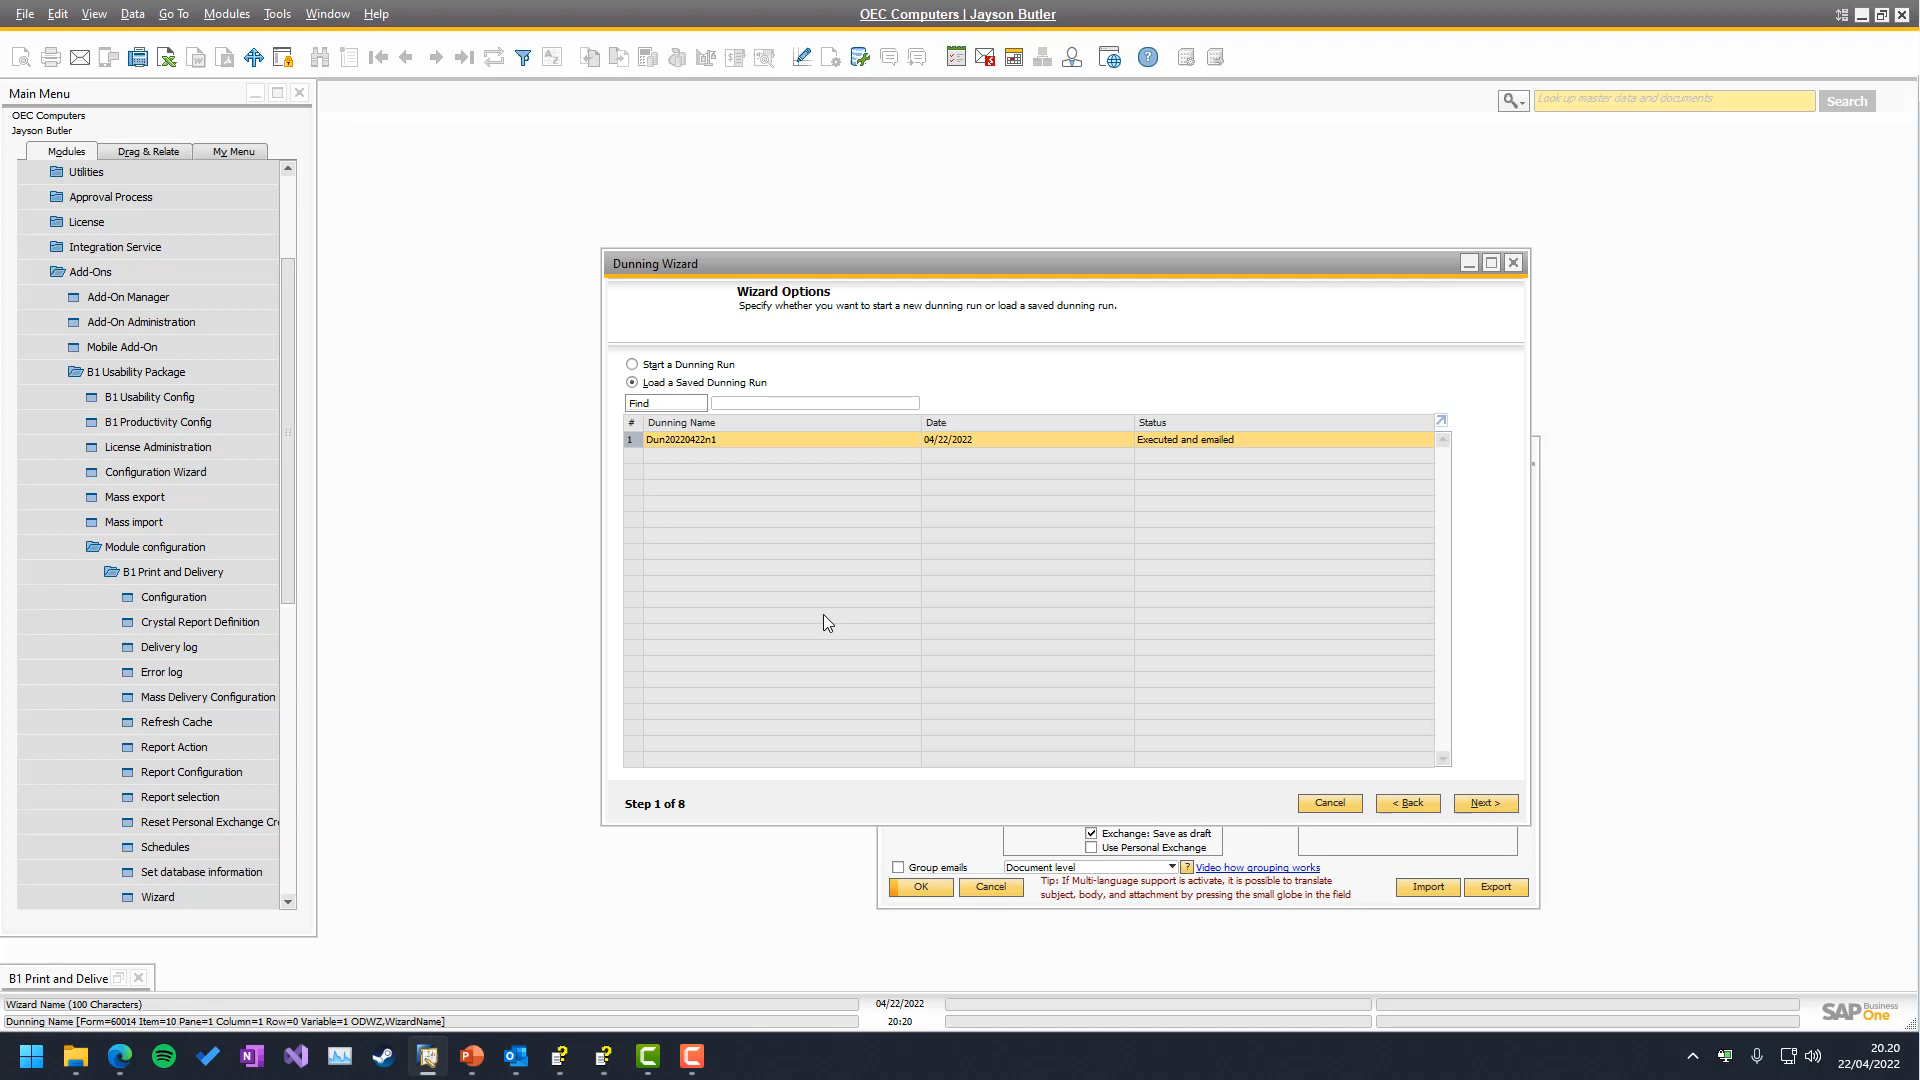 File Edit View Data Go To Modules Tools Window Help
OEC Computers | Jayson Butler
Main Menu
OEC Computers
Jayson Butler
Modules Drag & Relate My Menu
Look up master data and documents
Search
Utilities
Approval Process
License
Integration Service
Add-Ons
Add-On Manager
Add-On Administration
Mobile Add-On
B1 Usability Package
B1 Usability Config
B1 Productivity Config
License Administration
Configuration Wizard
Mass export
Mass import
Module configuration
B1 Print and Delivery
Configuration
Crystal Report Definition
Delivery log
Error log
Mass Delivery Configuration
Refresh Cache
Report Action
Report Configuration
Report selection
Reset Personal Exchange Cr
Schedules
Set database information
Wizard
Dunning Wizard
Wizard Options
Specify whether you want to start a new dunning run or load a saved dunning run.
Start a Dunning Run
Load a Saved Dunning Run
Find
# Dunning Name Date Status
1 Dun20220422n1 04/22/2022 Executed and emailed
Step 1 of 8
Cancel < Back Next >
Exchange: Save as draft
Use Personal Exchange
Group emails Document level ? Video how grouping works
OK Cancel
Tip: If Multi-language support is activate, it is possible to translate
subject, body, and attachment by pressing the small globe in the field
Import Export
B1 Print and Delive
Wizard Name (100 Characters)
04/22/2022
Dunning Name [Form=60014 Item=10 Pane=1 Column=1 Row=0 Variable=1 ODWZ,WizardName]
20:20
SAP Business One
20.20
22/04/2022